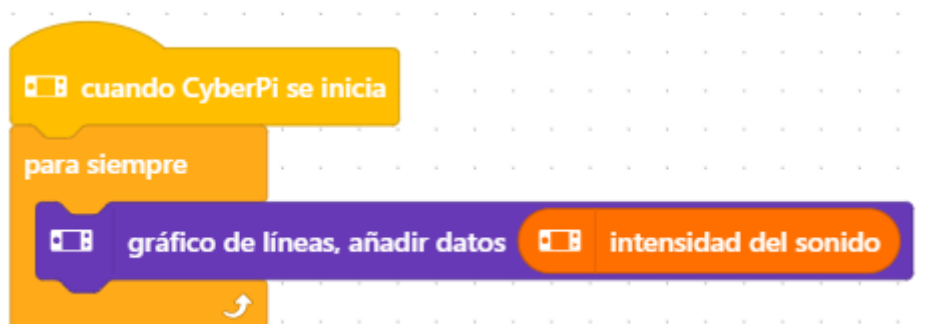 cuando CyberPi se inicia
para siempre
gráfico de líneas, añadir datos intensidad del sonido